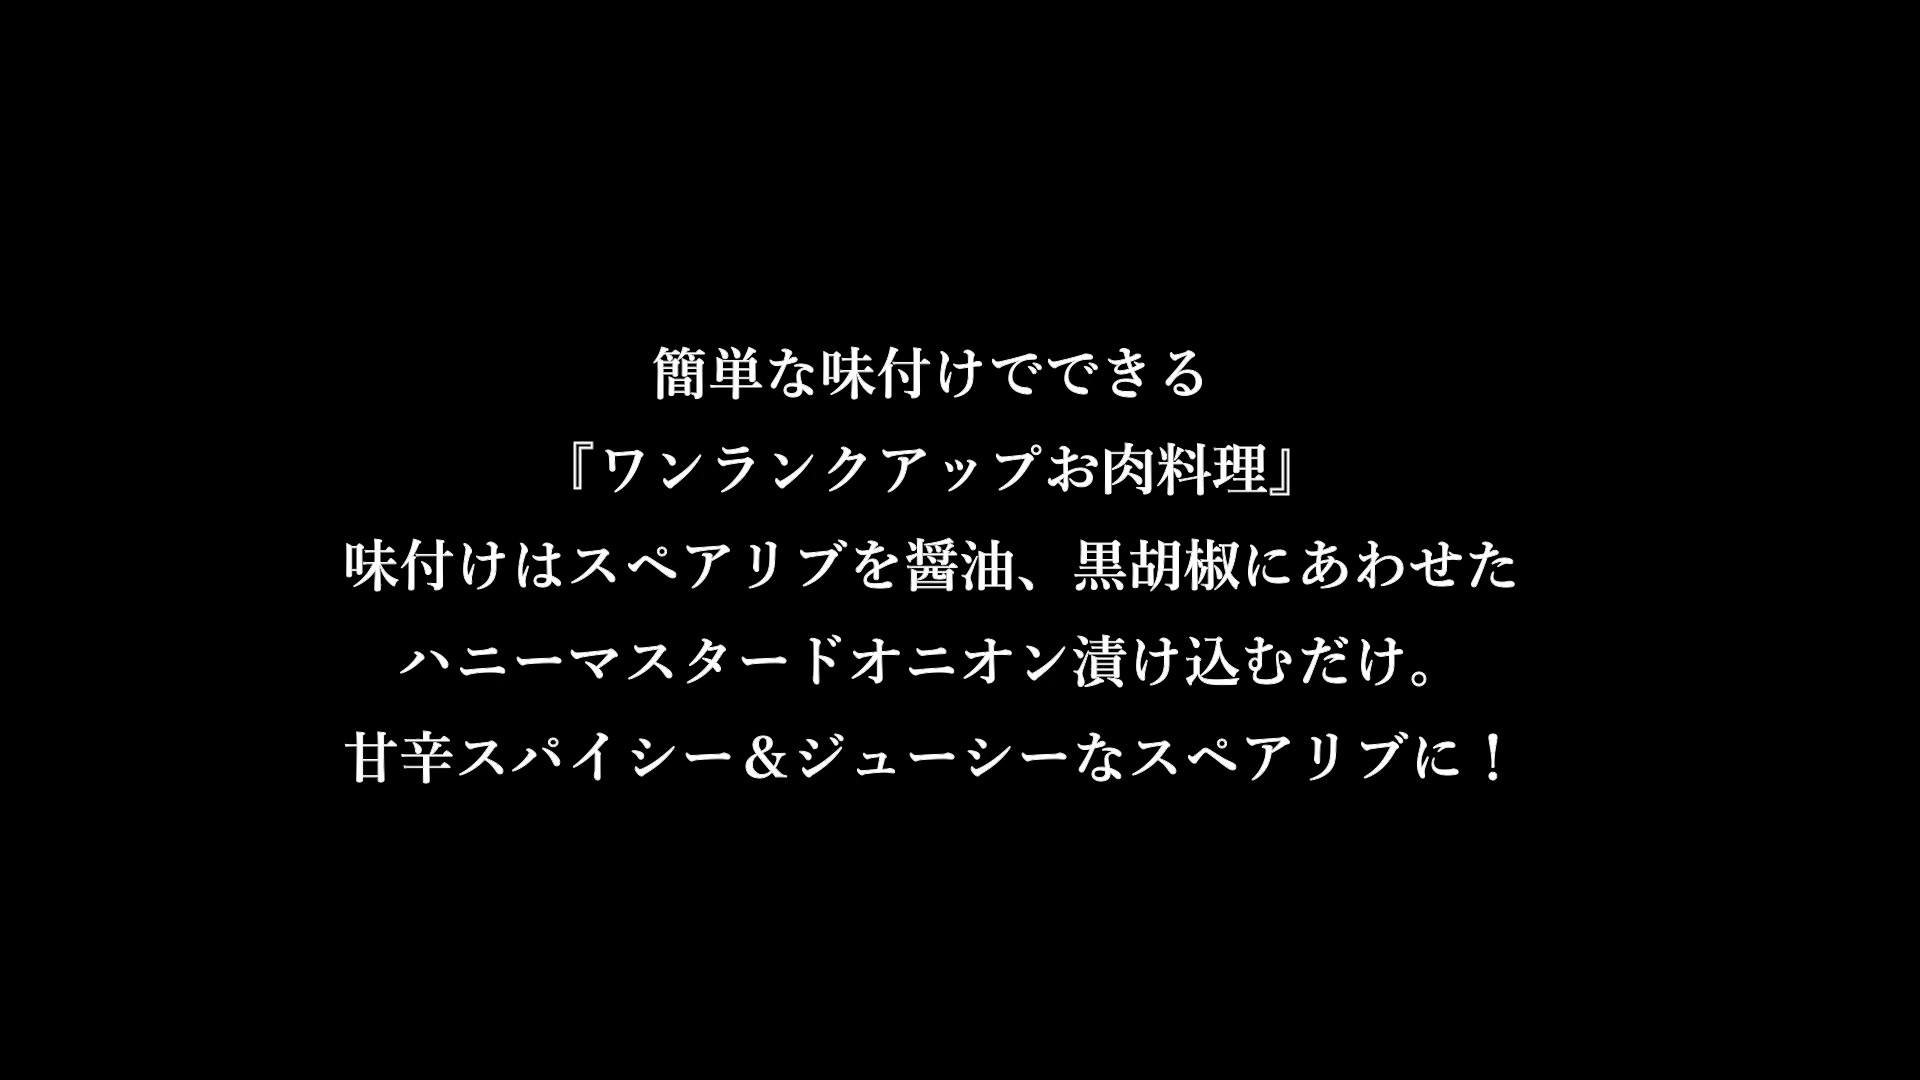 簡単な味付けでできる
『ワンランクアップお肉料理』
味付けはスペアリブを醤油、黒胡椒にあわせた
ハニーマスタードオニオン漬け込むだけ。
甘辛スパイシー&ジューシーなスペアリブに！